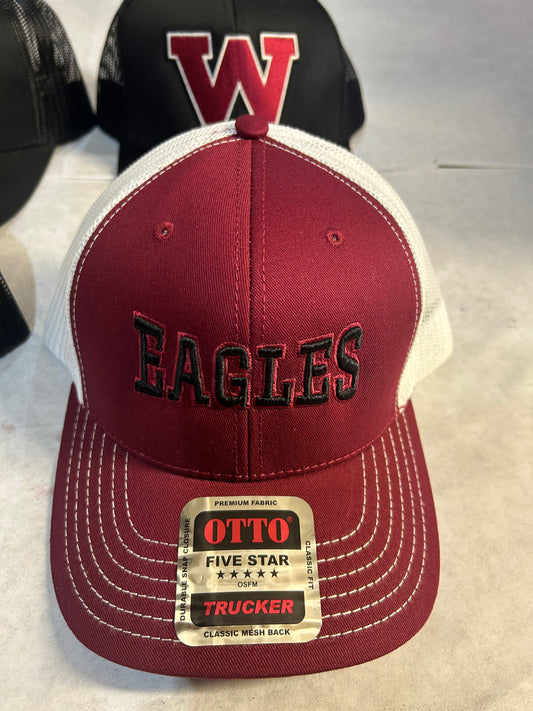 W
EAGLES
PREMIUM FABRIC
DURABLE SNAP CLOSURE
OTTO®
FIVE STAR
★★★★★
OSFM
TRUCKER
CLASSIC FIT
CLASSIC MESH BACK